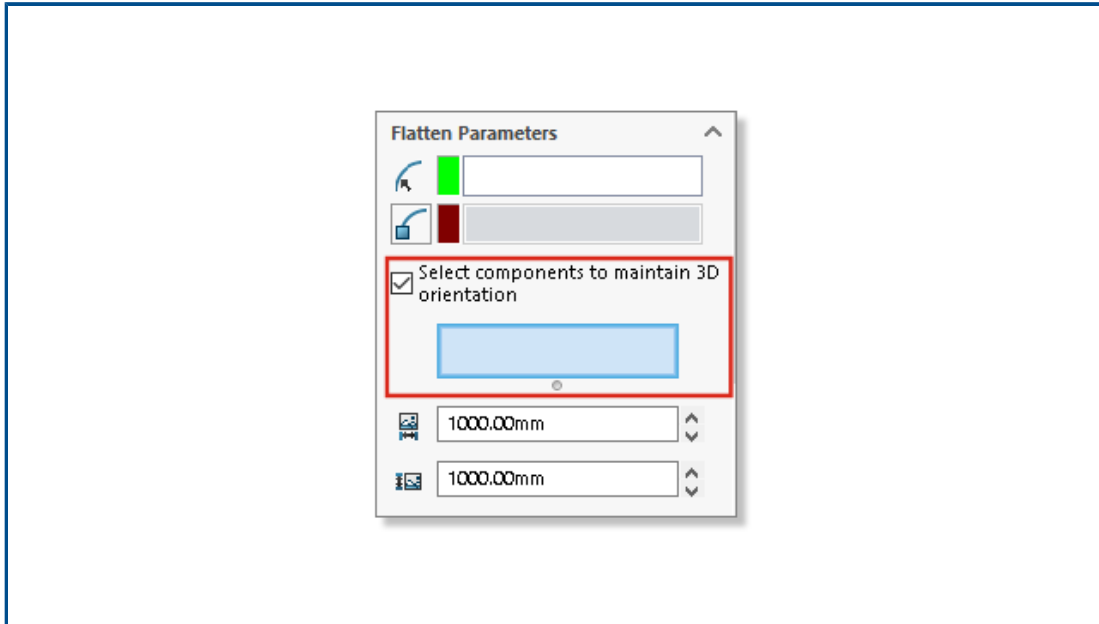 Flatten Parameters
Select components to maintain 3D
orientation
1000.00mm
1000.00mm